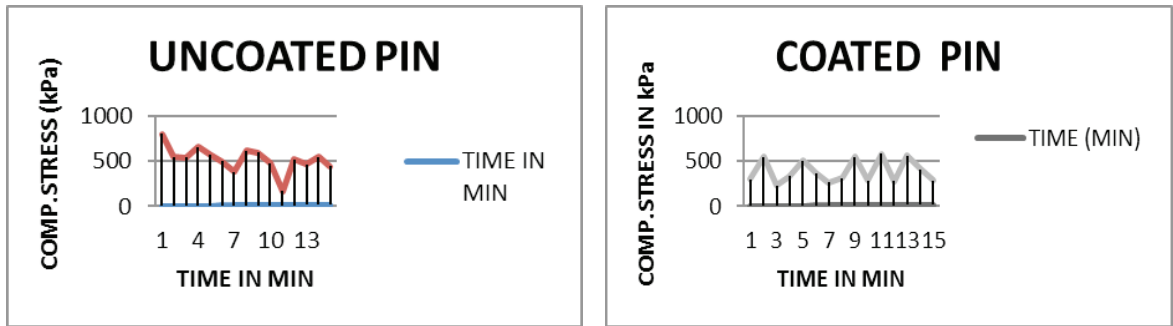 UNCOATED PIN
COMP.STRESS (kPa)
1000
500
0
1 4 7 10 13
TIME IN MIN
TIME IN
MIN
COATED PIN
COMP.STRESS IN kPa
1000
500
0
1 3 5 7 9 11 13 15
TIME IN MIN
TIME (MIN)